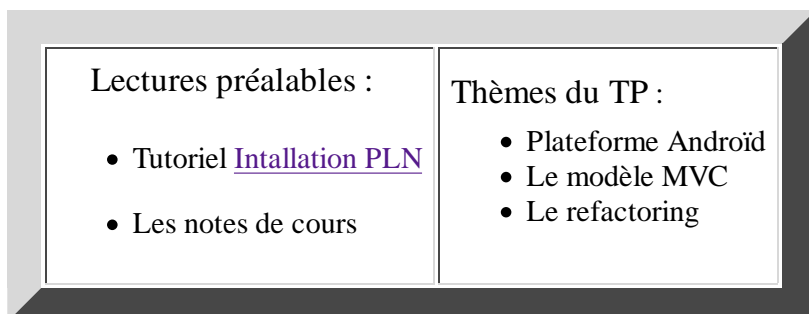 Lectures préalables :
Tutoriel Intallation PLN
Les notes de cours
Thèmes du TP :
Plateforme Androïd
Le modèle MVC
Le refactoring